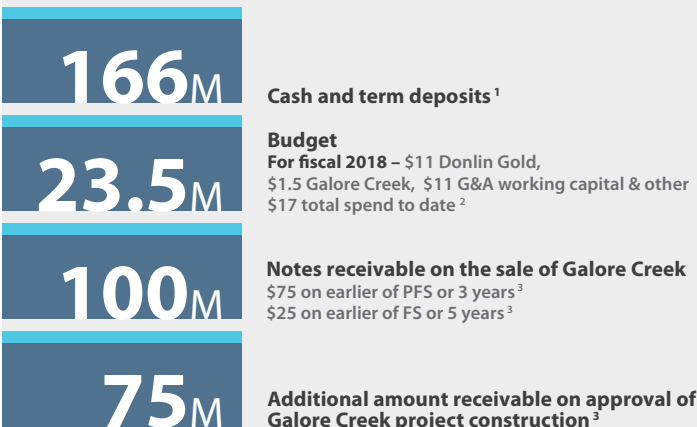 166M
Cash and term deposits 1
Budget
23.5M
For fiscal 2018 – $11 Donlin Gold,
$1.5 Galore Creek, $11 G&A working capital & other
$17 total spend to date 2
100M
Notes receivable on the sale of Galore Creek
$75 on earlier of PFS or 3 years 3
$25 on earlier of FS or 5 years 3
75M
Additional amount receivable on approval of
Galore Creek project construction 3